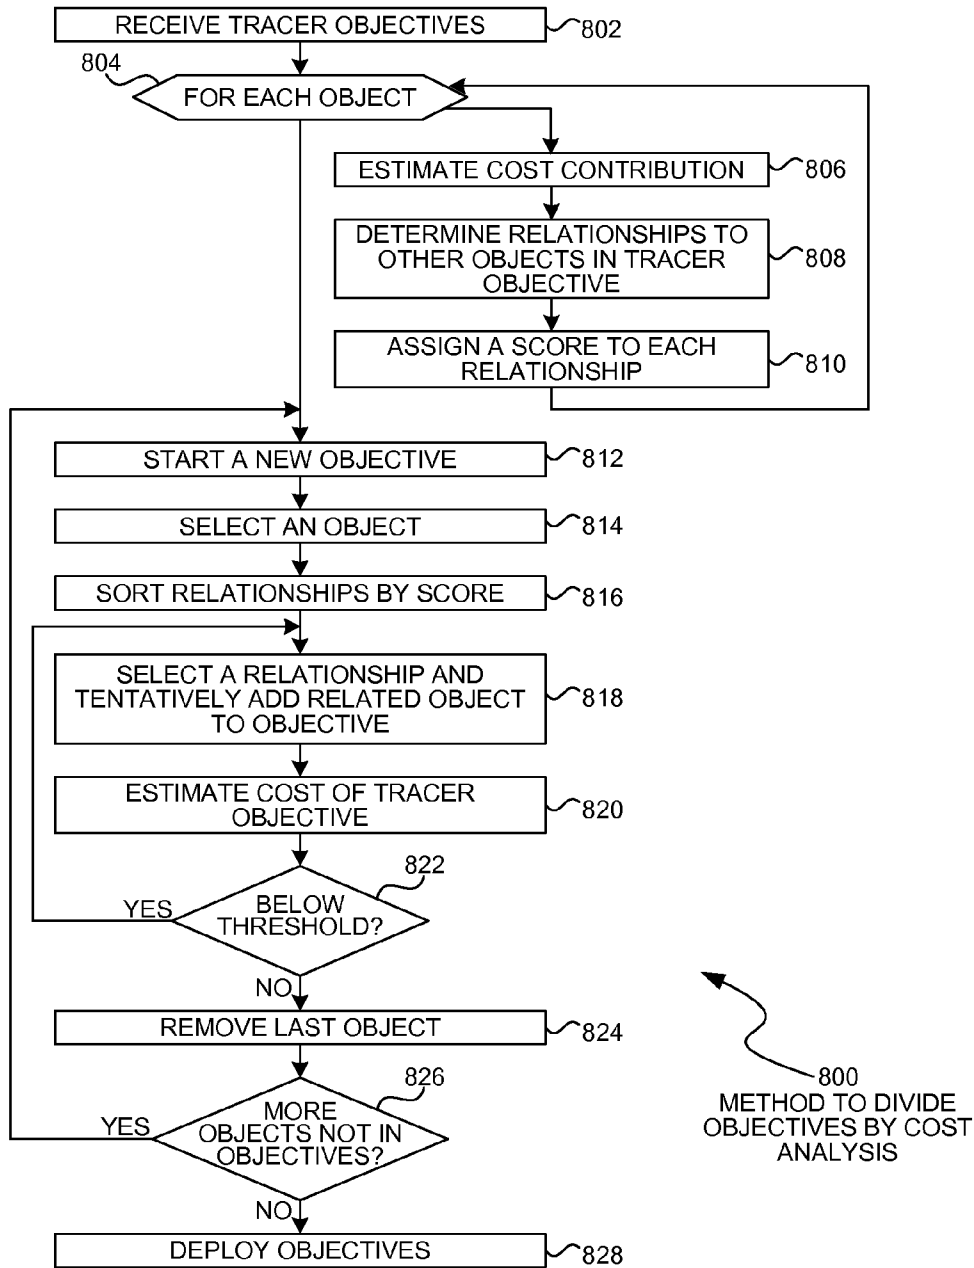 RECEIVE TRACER OBJECTIVES
802
804
FOR EACH OBJECT
ESTIMATE COST CONTRIBUTION
806
DETERMINE RELATIONSHIPS TO
OTHER OBJECTS IN TRACER
OBJECTIVE
808
ASSIGN A SCORE TO EACH
RELATIONSHIP
810
START A NEW OBJECTIVE
812
SELECT AN OBJECT
814
SORT RELATIONSHIPS BY SCORE
816
SELECT A RELATIONSHIP AND
TENTATIVELY ADD RELATED OBJECT
TO OBJECTIVE
818
ESTIMATE COST OF TRACER
OBJECTIVE
820
822
BELOW
THRESHOLD?
YES
NO
REMOVE LAST OBJECT
824
826
MORE
OBJECTS NOT IN
OBJECTIVES?
YES
NO
DEPLOY OBJECTIVES
828
800
METHOD TO DIVIDE
OBJECTIVES BY COST
ANALYSIS